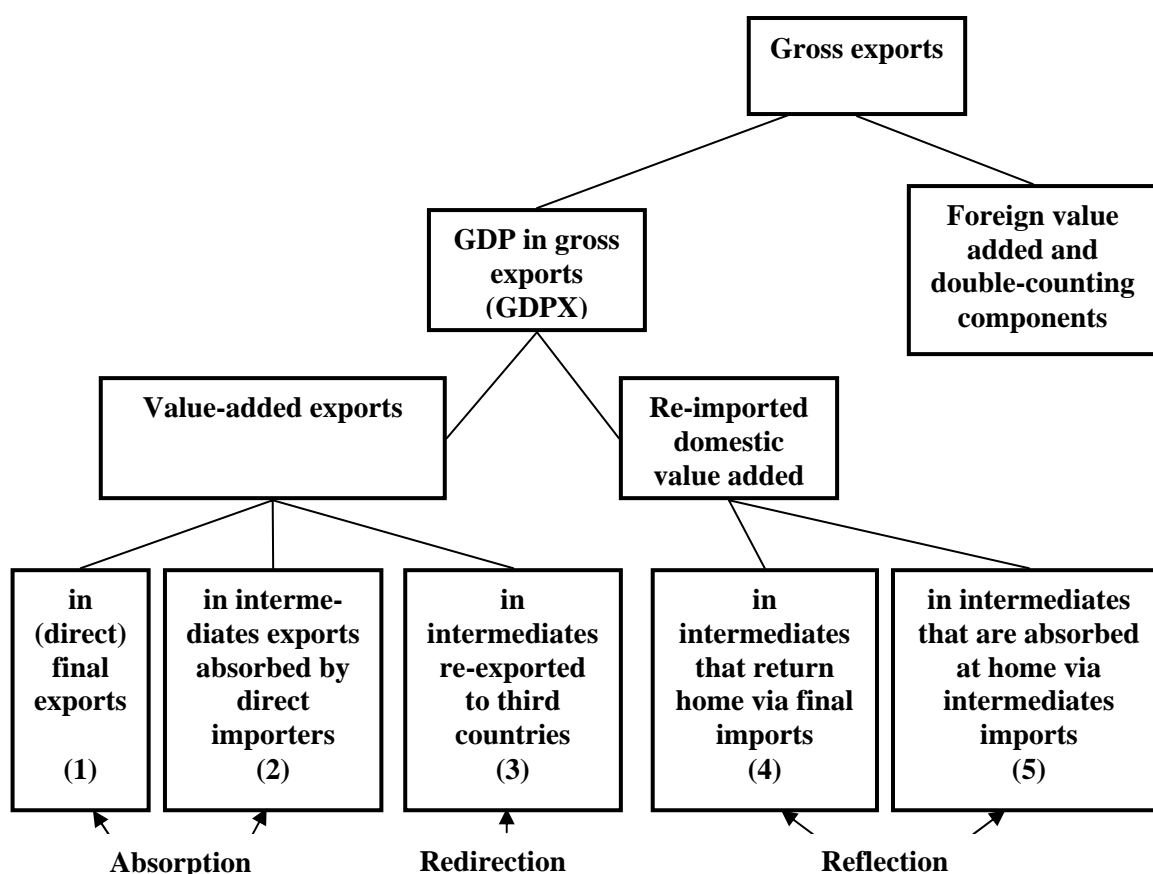 Gross exports
GDP in gross
exports
(GDPX)
Foreign value
added and
double-counting
components
Value-added exports
Re-imported
domestic
value added
in
(direct)
final
exports
(1)
in interme-
diates exports
absorbed by
direct
importers
(2)
in
intermediates
re-exported
to third
countries
(3)
in
intermediates
that return
home via final
imports
(4)
in intermediates
that are absorbed
at home via
intermediates
imports
(5)
Absorption
Redirection
Reflection